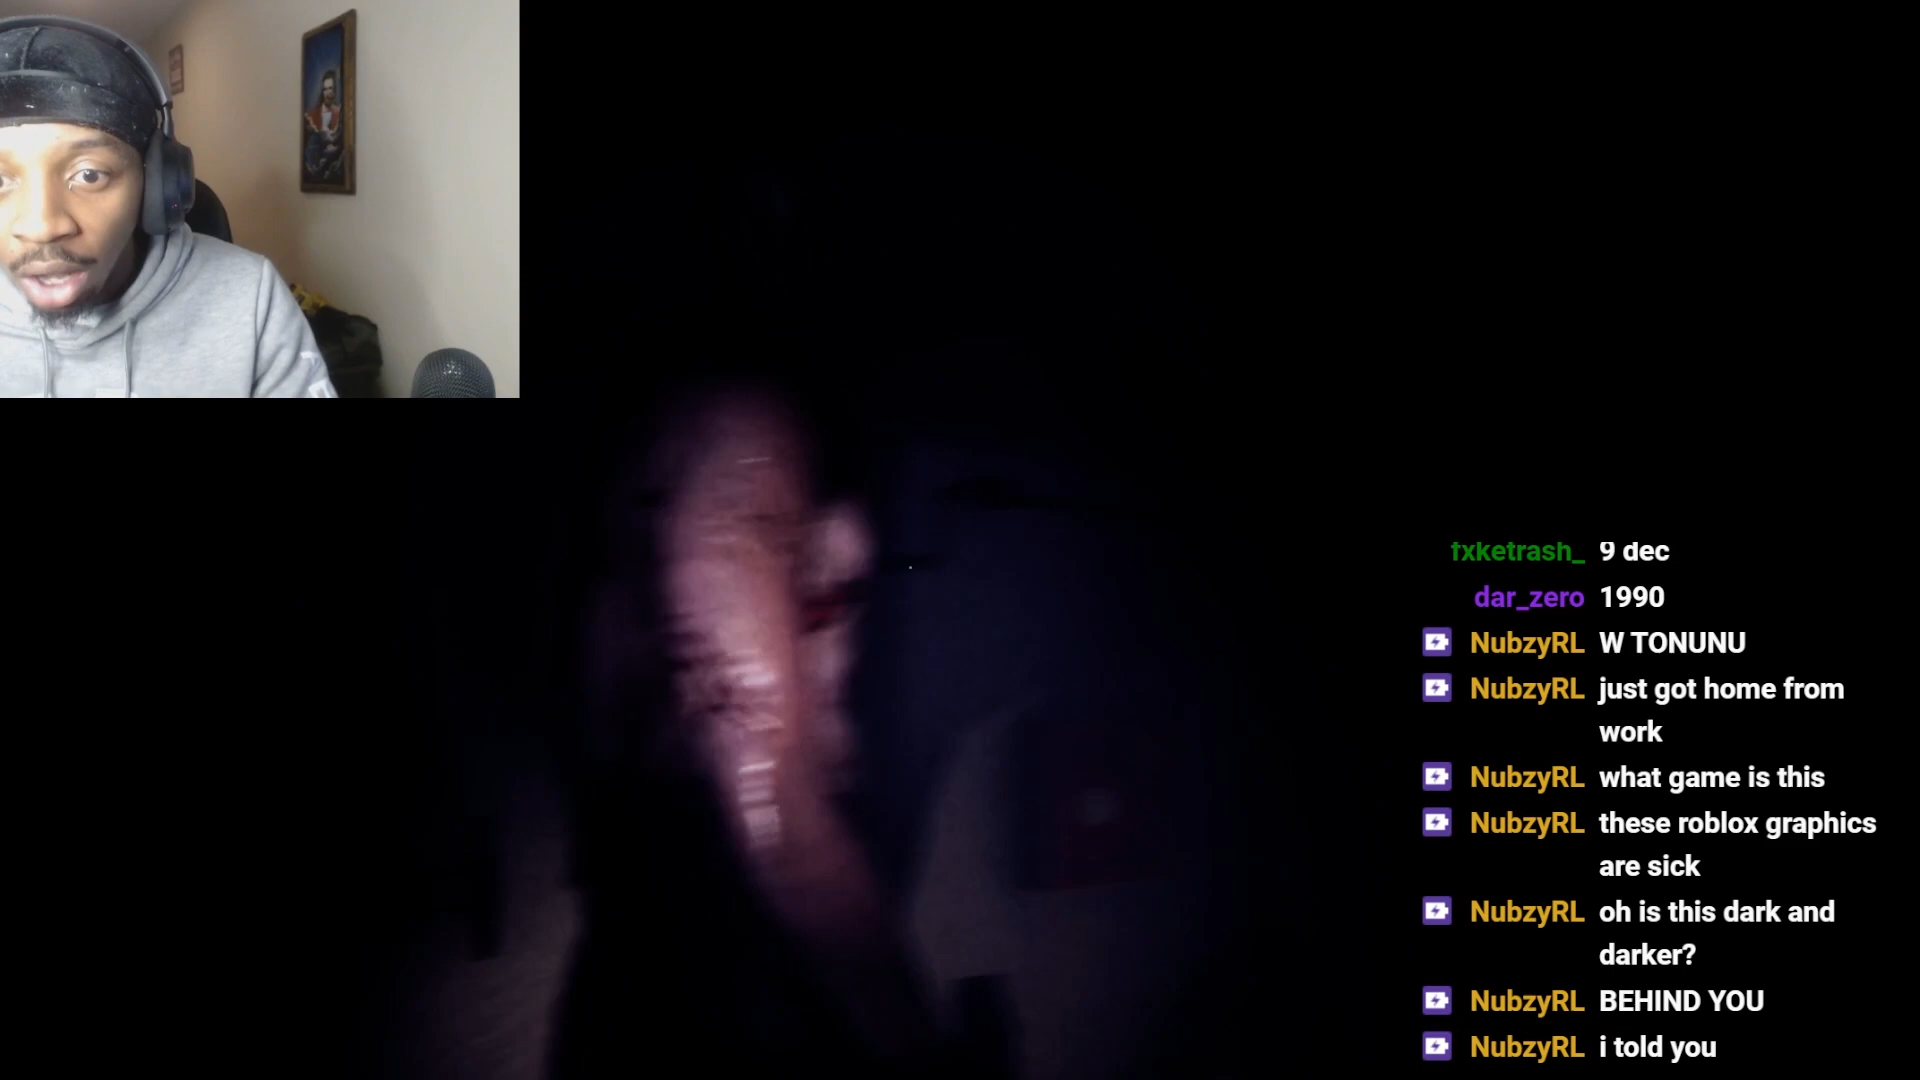 fxketrash_ 9 dec
dar_zero 1990
NubzyRL W TONUNU
NubzyRL just got home from
work
NubzyRL what game is this
NubzyRL these roblox graphics
are sick
NubzyRL oh is this dark and
darker?
NubzyRL BEHIND YOU
NubzyRL i told you